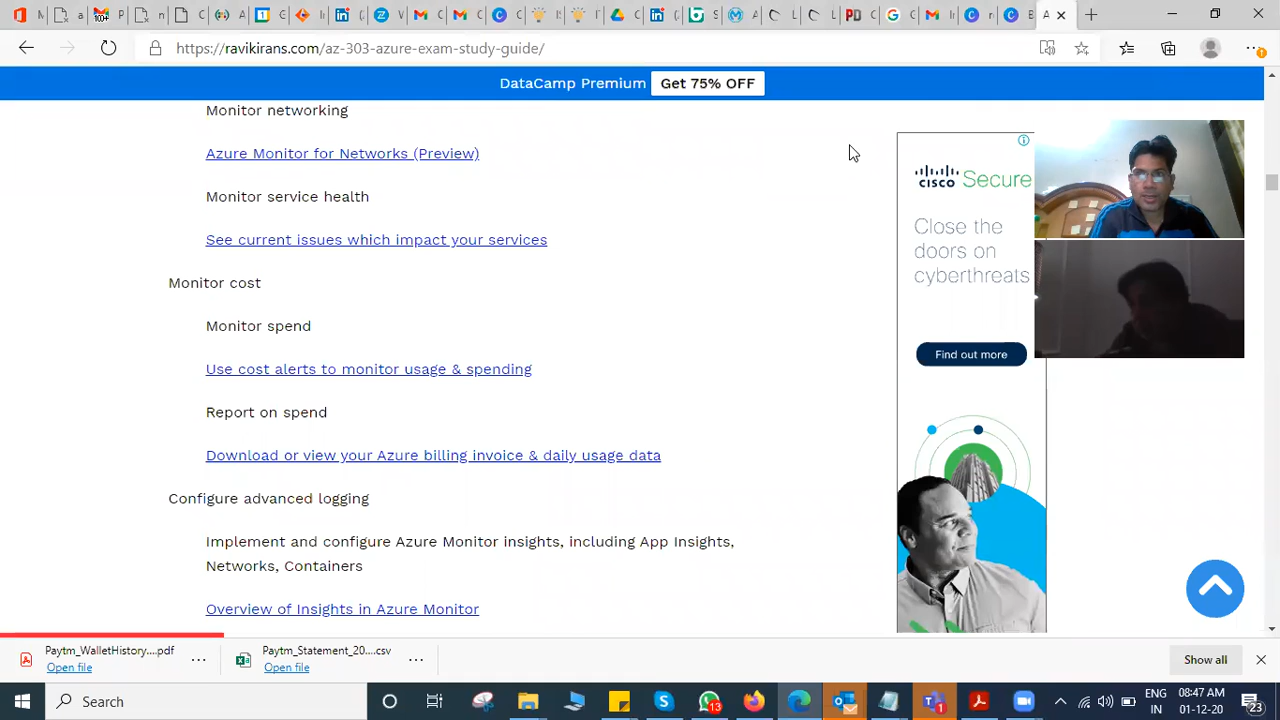 https://ravikirans.com/az-303-azure-exam-study-guide/
DataCamp Premium Get 75% OFF
Monitor networking
Azure Monitor for Networks (Preview)
Monitor service health
See current issues which impact your services
Monitor cost
Monitor spend
Use cost alerts to monitor usage & spending
Report on spend
Download or view your Azure billing invoice & daily usage data
Configure advanced logging
Implement and configure Azure Monitor insights, including App Insights,
Networks, Containers
Overview of Insights in Azure Monitor
CISCO Secure
Close the
doors on
cyberthreats
Find out more
Paytm_WalletHistory....pdf
Open file
Paytm_Statement_20....csv
Open file
Show all
Search
13
1
ENG
IN
08:47 AM
01-12-20
23